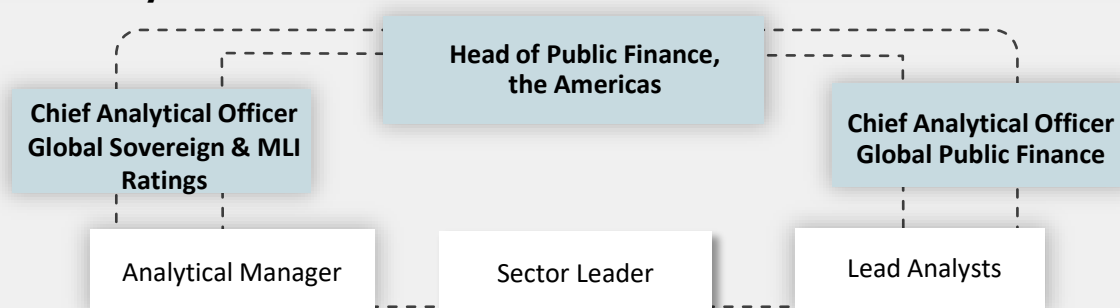 Head of Public Finance,
the Americas
Chief Analytical Officer
Global Sovereign & MLI
Ratings
Chief Analytical Officer
Global Public Finance
Analytical Manager
Sector Leader
Lead Analysts